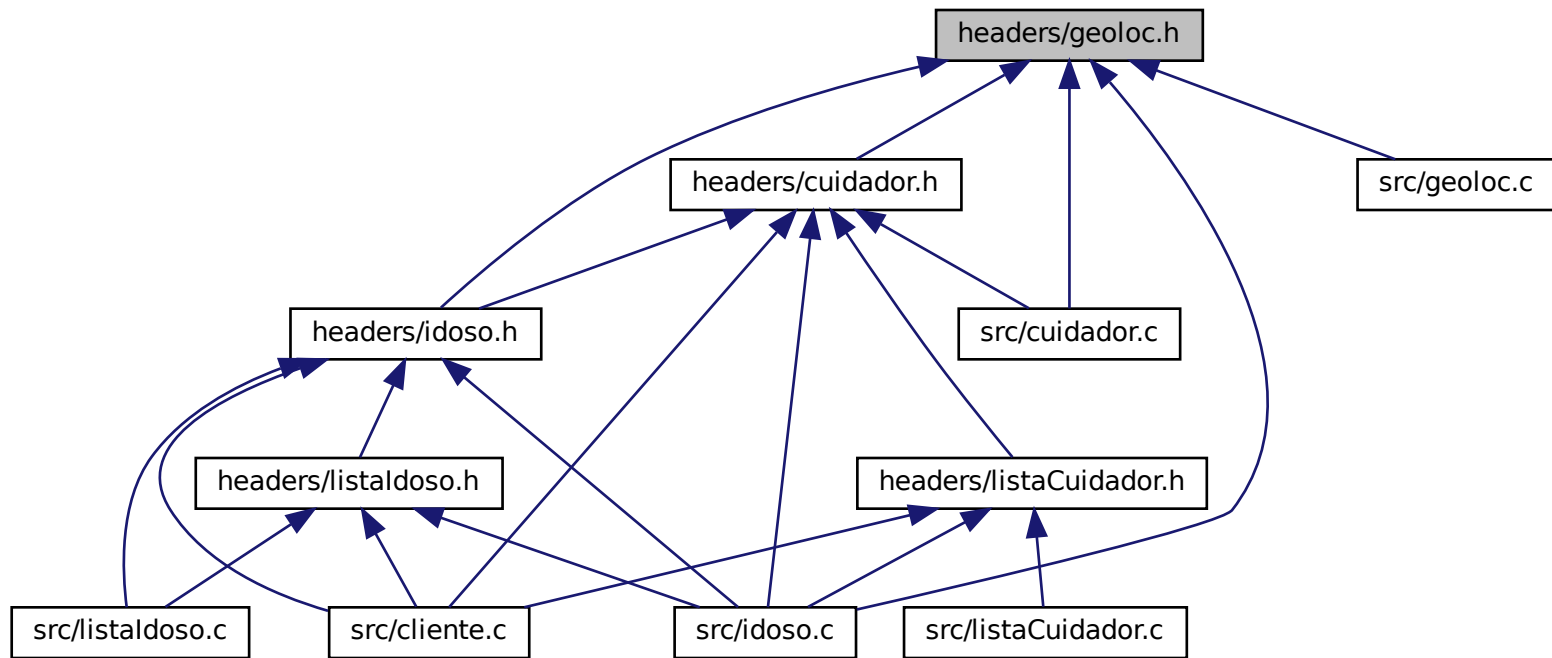 headers/geoloc.h
headers/cuidador.h
src/geoloc.c
headers/idoso.h
src/cuidador.c
headers/listaIdoso.h
headers/listaCuidador.h
src/listaIdoso.c
src/cliente.c
src/idoso.c
src/listaCuidador.c